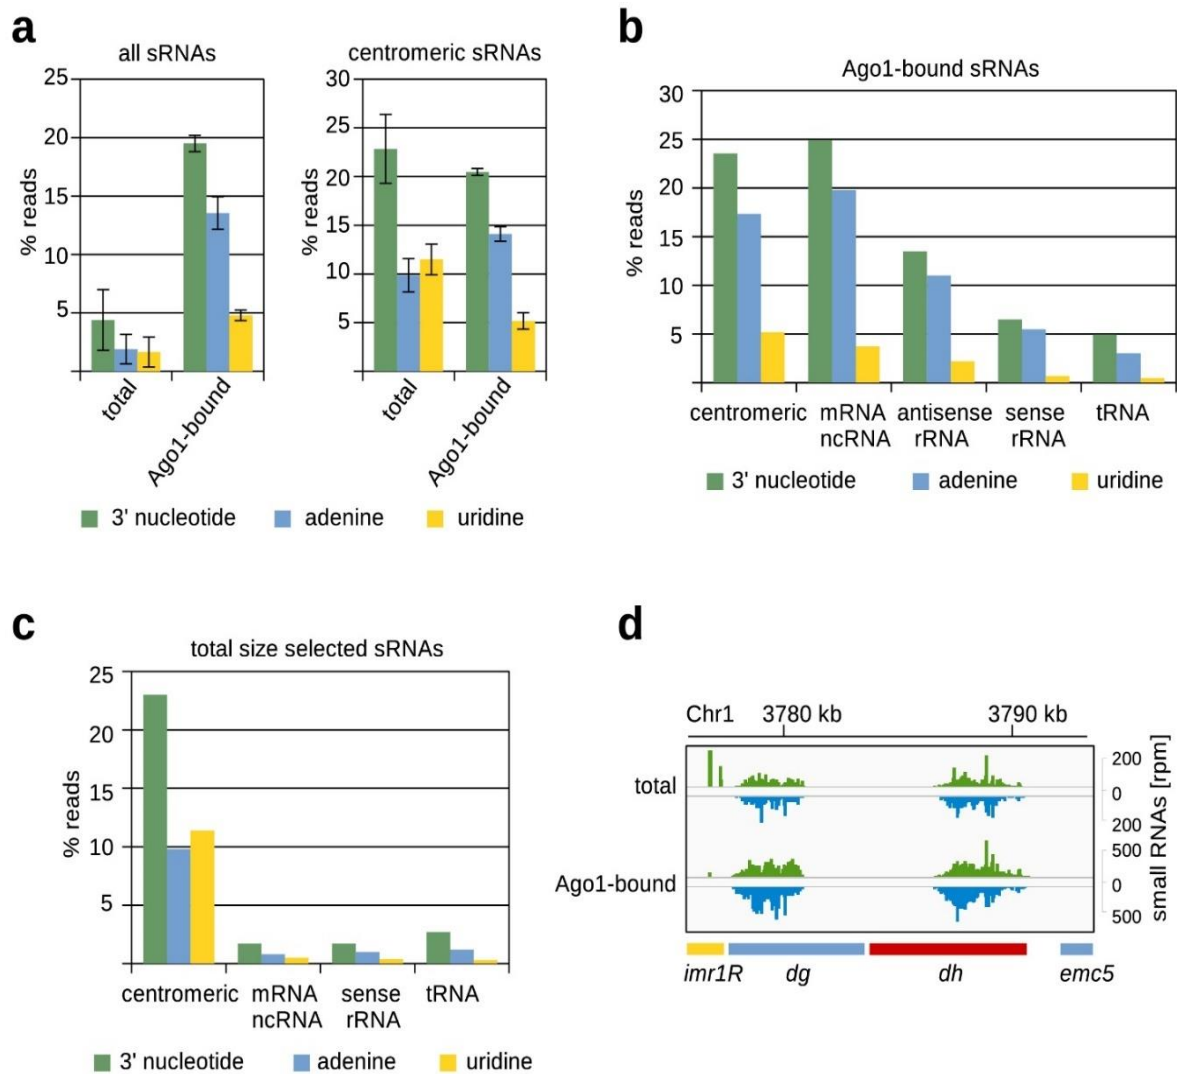 a
all sRNAs
25
20
15
10
5
% reads
total
Ago1-bound
centromeric sRNAs
30
25
20
15
10
5
% reads
total
Ago1-bound
3' nucleotide adenine uridine
b
Ago1-bound sRNAs
30
25
20
15
10
5
% reads
centromeric mRNA antisense sense tRNA
ncRNA rRNA rRNA
3' nucleotide adenine uridine
c
total size selected sRNAs
25
20
15
10
5
% reads
centromeric mRNA sense tRNA
ncRNA rRNA
3' nucleotide adenine uridine
d
Chr1 3780 kb 3790 kb
total
200
0
200
Ago1-bound
500
0
500
small RNAs [rpm]
imr1R dg dh emc5